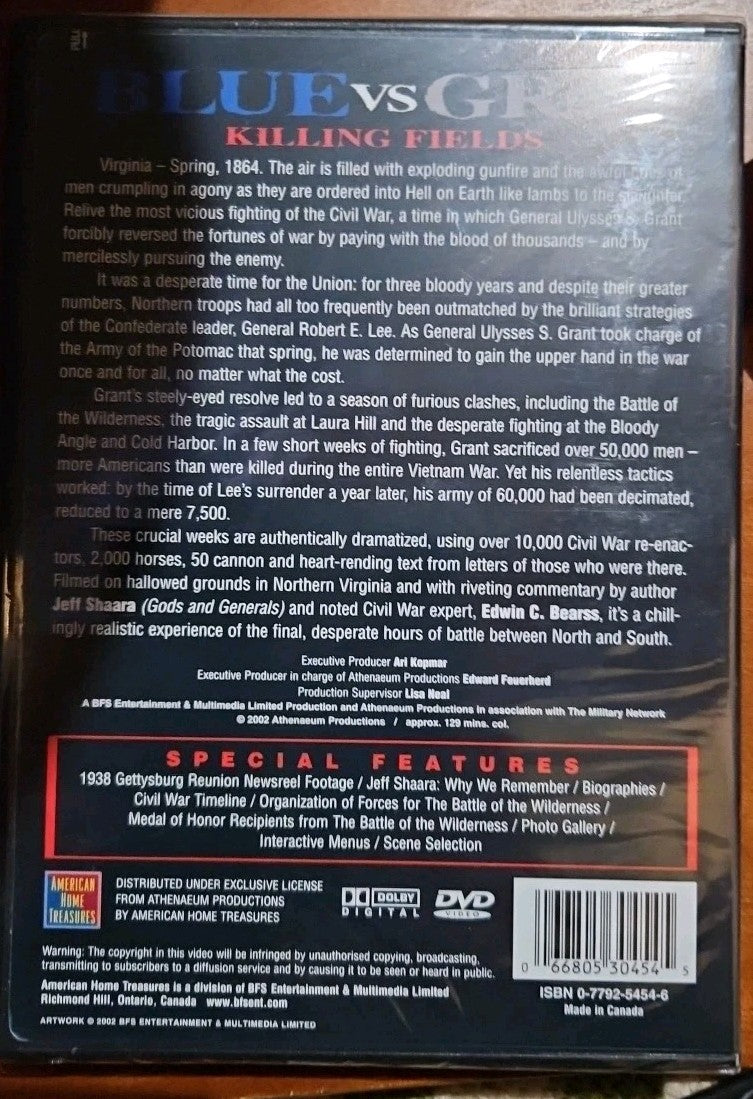 PULL
BLUE VS GR
KILLING FIELDS
Virginia – Spring, 1864. The air is filled with exploding gunfire and the awful cries of
men crumpling in agony as they are ordered into Hell on Earth like lambs to the slaughter.
Relive the most vicious fighting of the Civil War, a time in which General Ulysses S. Grant
forcibly reversed the fortunes of war by paying with the blood of thousands – and by
mercilessly pursuing the enemy.
It was a desperate time for the Union: for three bloody years and despite their greater
numbers, Northern troops had all too frequently been outmatched by the brilliant strategies
of the Confederate leader, General Robert E. Lee. As General Ulysses S. Grant took charge of
the Army of the Potomac that spring, he was determined to gain the upper hand in the war
once and for all, no matter what the cost.
Grant's steely-eyed resolve led to a season of furious clashes, including the Battle of
the Wilderness, the tragic assault at Laura Hill and the desperate fighting at the Bloody
Angle and Cold Harbor. In a few short weeks of fighting, Grant sacrificed over 50,000 men –
more Americans than were killed during the entire Vietnam War. Yet his relentless tactics
worked: by the time of Lee's surrender a year later, his army of 60,000 had been decimated,
reduced to a mere 7,500.
These crucial weeks are authentically dramatized, using over 10,000 Civil War re-enac-
tors, 2,000 horses, 50 cannon and heart-rending text from letters of those who were there.
Filmed on hallowed grounds in Northern Virginia and with riveting commentary by author
Jeff Shaara (Gods and Generals) and noted Civil War expert, Edwin C. Bearss, it's a chill-
ingly realistic experience of the final, desperate hours of battle between North and South.
Executive Producer Ari Kopmar
Executive Producer in charge of Athenaeum Productions Edward Feuerherd
Production Supervisor Lisa Neal
A BFS Entertainment & Multimedia Limited Production and Athenaeum Productions in association with The Military Network
© 2002 Athenaeum Productions / approx. 129 mins. col.
SPECIAL FEATURES
1938 Gettysburg Reunion Newsreel Footage / Jeff Shaara: Why We Remember / Biographies /
Civil War Timeline / Organization of Forces for The Battle of the Wilderness /
Medal of Honor Recipients from The Battle of the Wilderness / Photo Gallery /
Interactive Menus / Scene Selection
AMERICAN
HOME
TREASURES
DISTRIBUTED UNDER EXCLUSIVE LICENSE
FROM ATHENAEUM PRODUCTIONS
BY AMERICAN HOME TREASURES
DOLBY
DIGITAL
DVD
VIDEO
0 66805 30454 5
Warning: The copyright in this video will be infringed by unauthorised copying, broadcasting,
transmitting to subscribers to a diffusion service and by causing it to be seen or heard in public.
American Home Treasures is a division of BFS Entertainment & Multimedia Limited
Richmond Hill, Ontario, Canada www.bfsent.com
ISBN 0-7792-5454-6
Made in Canada
ARTWORK © 2002 BFS ENTERTAINMENT & MULTIMEDIA LIMITED